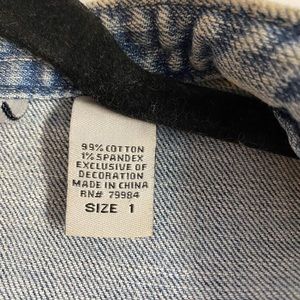 99% COTTON
1% SPANDEX
EXCLUSIVE OF
DECORATION
MADE IN CHINA
RN# 79984
SIZE 1